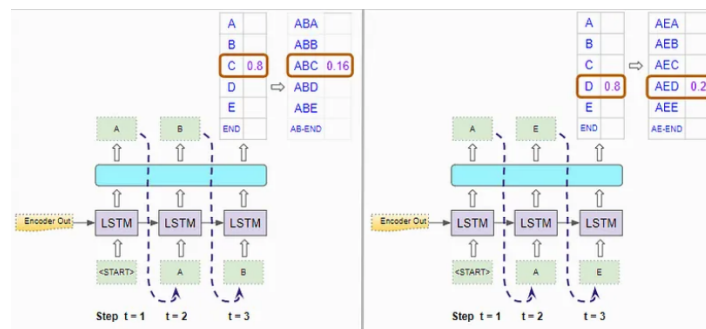 A
B
C 0.8
D
E
END
ABA
ABB
ABC 0.16
ABD
ABE
AB-END
A B
LSTM LSTM LSTM
Encoder Out
<START> A B
Step t = 1 t = 2 t = 3
A
B
C
D 0.8
E
END
AEA
AEB
AEC
AED 0.2
AEE
AE-END
A E
LSTM LSTM LSTM
Encoder Out
<START> A E
Step t = 1 t = 2 t = 3